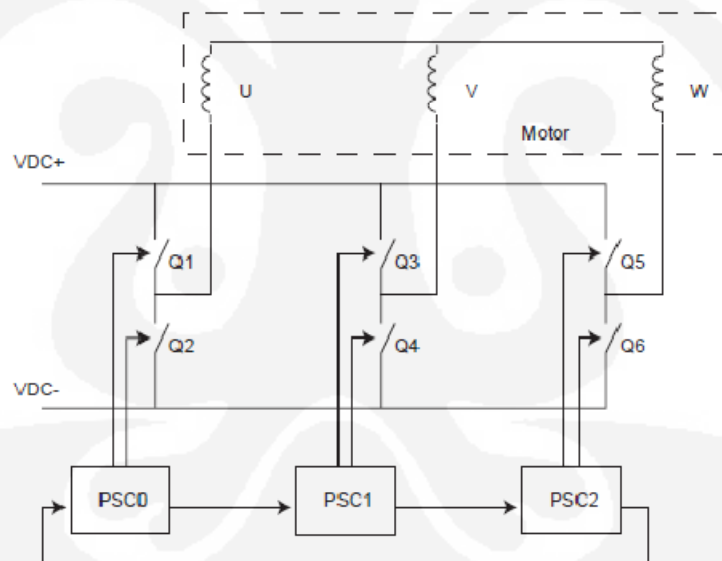 U V W
Motor
VDC+
Q1 Q3 Q5
Q2 Q4 Q6
VDC-
PSC0 PSC1 PSC2